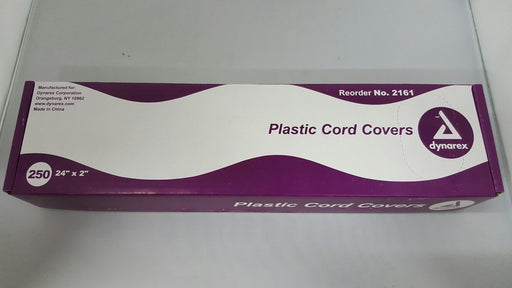 Manufactured for:
Dynarex Corporation
Orangeburg, NY 10962
www.dynarex.com
Made in China
Reorder No. 2161
Plastic Cord Covers
dynarex
250 24" x 2"
Plastic Cord Covers